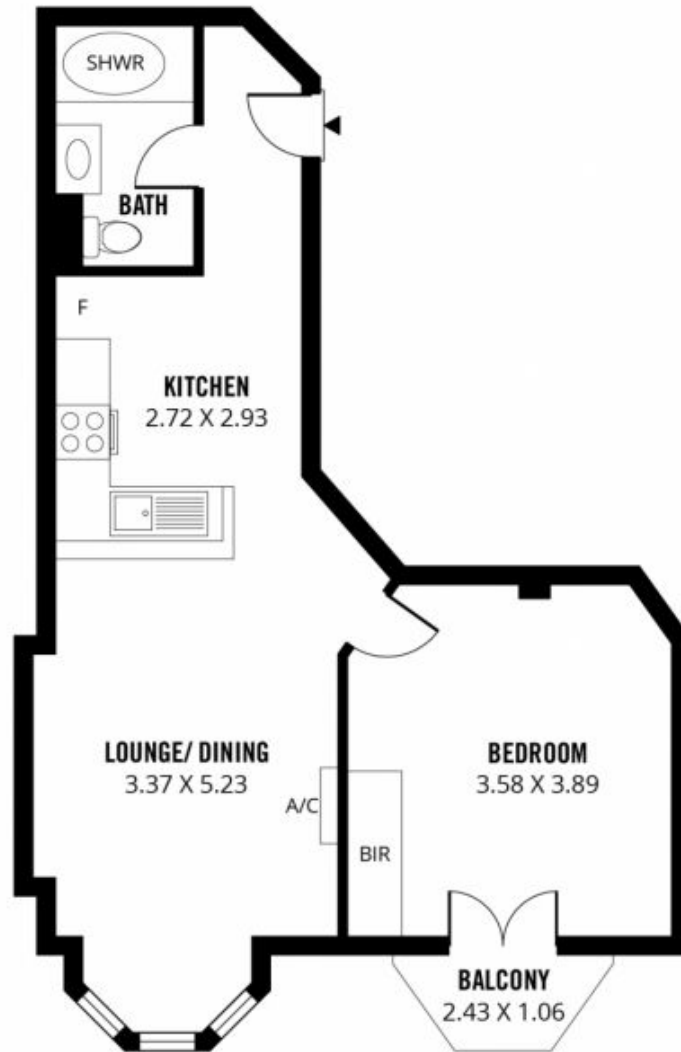 SHWR
BATH
F
KITCHEN
2.72 X 2.93
LOUNGE/ DINING
3.37 X 5.23
A/C
BIR
BEDROOM
3.58 X 3.89
BALCONY
2.43 X 1.06